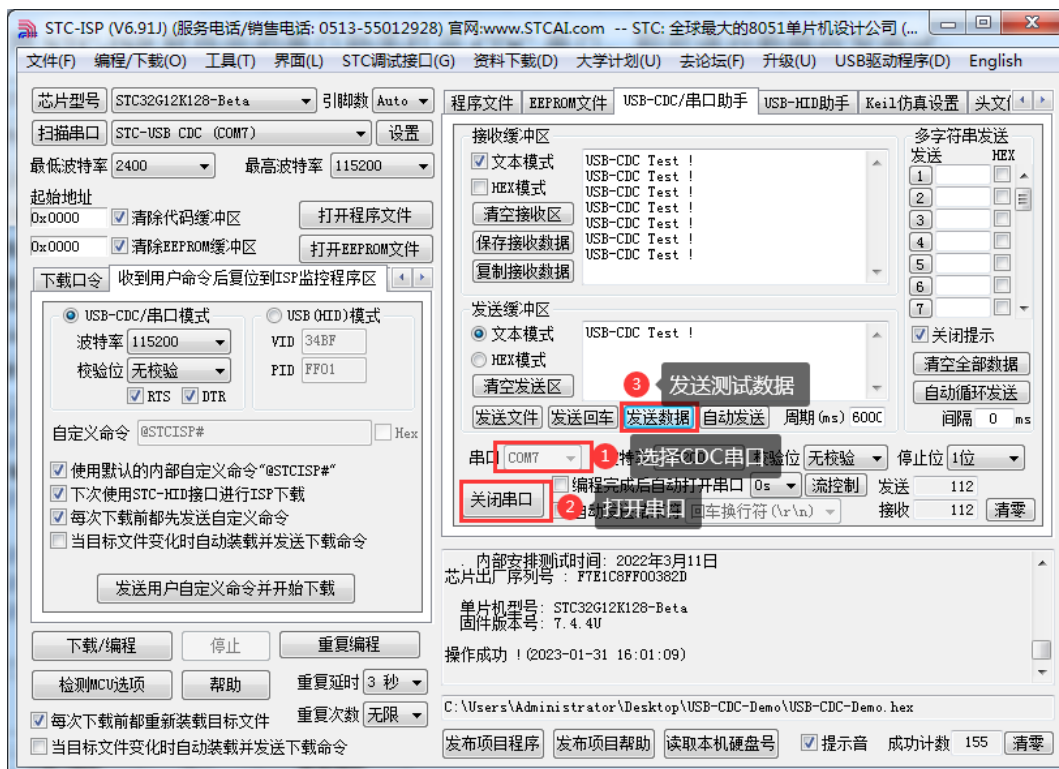 STC-ISP (V6.91J) (服务电话/销售电话: 0513-55012928) 官网:www.STCAI.com -- STC: 全球最大的8051单片机设计公司 (...
文件(F) 编程/下载(O) 工具(T) 界面(L) STC调试接口(G) 资料下载(D) 大学计划(U) 去论坛(F) 升级(U) USB驱动程序(D) English
芯片型号 STC32G12K128-Beta 引脚数 Auto
扫描串口 STC-USB CDC (COM7) 设置
最低波特率 2400 最高波特率 115200
起始地址
0x0000 清除代码缓冲区 打开程序文件
0x0000 清除EEPROM缓冲区 打开EEPROM文件
下载口令 收到用户命令后复位到ISP监控程序区
USB-CDC/串口模式 USB(HID)模式
波特率 115200 VID 34BF
校验位 无校验 PID FF01
RTS DTR
自定义命令 @STCISP# Hex
使用默认的内部自定义命令"@STCISP#"
下次使用STC-HID接口进行ISP下载
每次下载前都先发送自定义命令
当目标文件变化时自动装载并发送下载命令
发送用户自定义命令并开始下载
下载/编程 停止 重复编程
检测MCU选项 帮助 重复延时 3 秒
每次下载前都重新装载目标文件 重复次数 无限
当目标文件变化时自动装载并发送下载命令
程序文件 EEPROM文件 USB-CDC/串口助手 USB-HID助手 Keil仿真设置 头文
接收缓冲区
文本模式
HEX模式
清空接收区
保存接收数据
复制接收数据
USB-CDC Test !
USB-CDC Test !
USB-CDC Test !
USB-CDC Test !
USB-CDC Test !
USB-CDC Test !
USB-CDC Test !
发送缓冲区
文本模式 USB-CDC Test !
HEX模式
清空发送区
3 发送测试数据
发送文件 发送回车 发送数据 自动发送 周期(ms) 6000
多字符串发送
发送 HEX
1
2
3
4
5
6
7
关闭提示
清空全部数据
自动循环发送
间隔 0 ms
串口 COM7 1 选择CDC串口 校验位 无校验 停止位 1位
关闭串口 2 打开串口
编程完成后自动打开串口 0s 流控制 发送 112
回车换行符(\r\n) 接收 112 清零
. 内部安排测试时间: 2022年3月11日
芯片出厂序列号 : F7E1C8FF00382D
单片机型号: STC32G12K128-Beta
固件版本号: 7.4.4U
操作成功 !(2023-01-31 16:01:09)
C:\Users\Administrator\Desktop\USB-CDC-Demo\USB-CDC-Demo.hex
发布项目程序 发布项目帮助 读取本机硬盘号 提示音 成功计数 155 清零